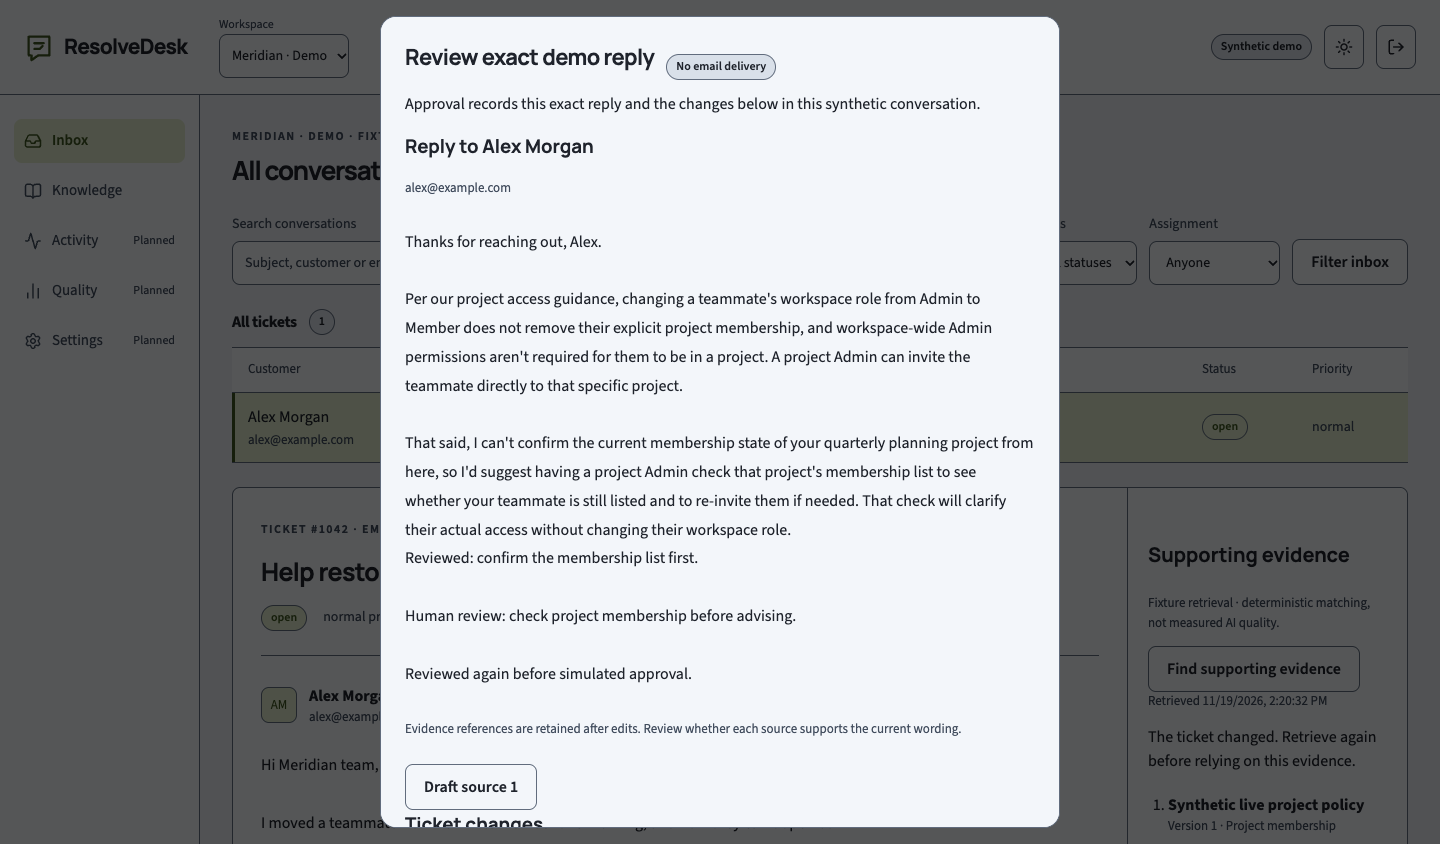 ResolveDesk
Workspace
Meridian · Demo
Synthetic demo
Inbox
Knowledge
Activity Planned
Quality Planned
Settings Planned
MERIDIAN · DEMO ·
All
Search conversations
Subject, customer or
statuses
Assignment
Anyone
Filter inbox
All tickets 1
Customer Status Priority
Alex Morgan
alex@example.com
open normal
TICKET #1042 ·
Help
open normal
AM Alex
Hi Meridian team,
I moved a
Supporting evidence
Fixture retrieval · deterministic matching,
not measured AI quality.
Find supporting evidence
Retrieved 11/19/2026, 2:20:32 PM
The ticket changed. Retrieve again
before relying on this evidence.
1. Synthetic live project policy
Version 1 · Project membership
Review exact demo reply No email delivery
Approval records this exact reply and the changes below in this synthetic conversation.
Reply to Alex Morgan
alex@example.com
Thanks for reaching out, Alex.
Per our project access guidance, changing a teammate's workspace role from Admin to
Member does not remove their explicit project membership, and workspace-wide Admin
permissions aren't required for them to be in a project. A project Admin can invite the
teammate directly to that specific project.
That said, I can't confirm the current membership state of your quarterly planning project from
here, so I'd suggest having a project Admin check that project's membership list to see
whether your teammate is still listed and to re-invite them if needed. That check will clarify
their actual access without changing their workspace role.
Reviewed: confirm the membership list first.
Human review: check project membership before advising.
Reviewed again before simulated approval.
Evidence references are retained after edits. Review whether each source supports the current wording.
Draft source 1
Ticket changes